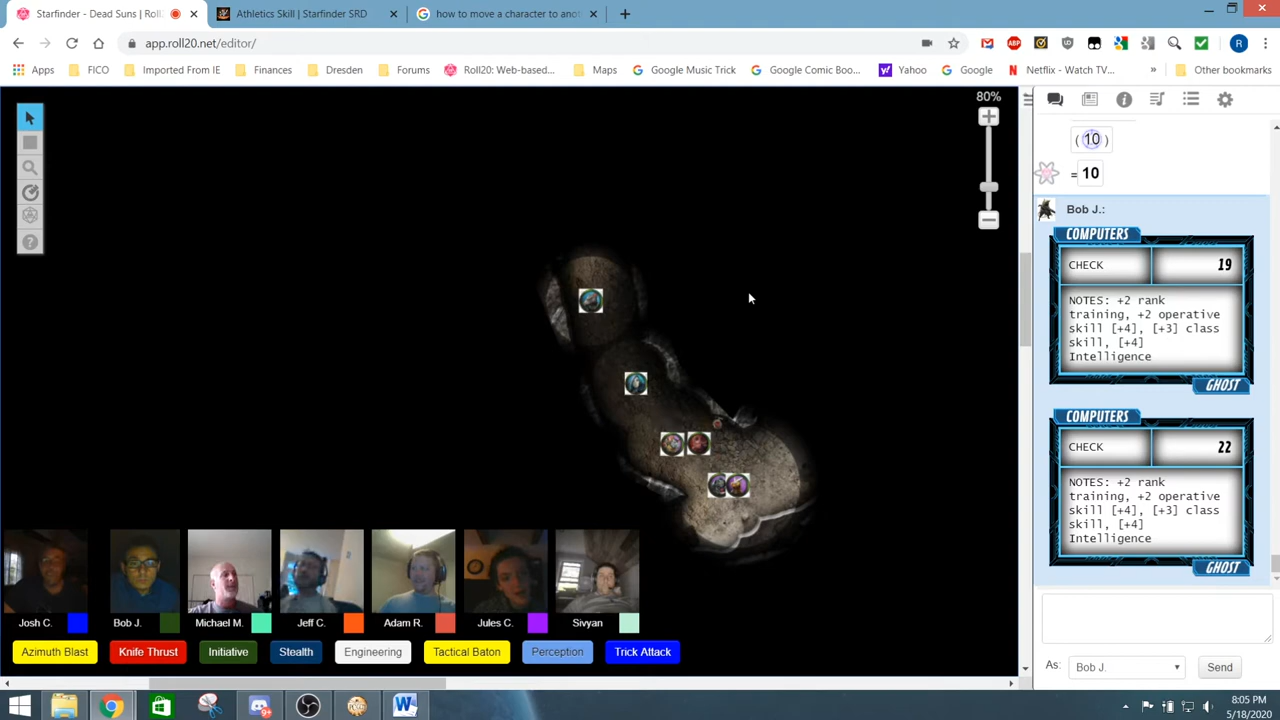 Starfinder - Dead Suns | Roll
Athletics Skill | Starfinder SRD
how to move a character to anot
app.roll20.net/editor/
Apps
FICO
Imported From IE
Finances
Dresden
Forums
Roll20: Web-based...
Maps
Google Music Trick
Google Comic Boo...
Yahoo
Google
Netflix - Watch TV...
»
Other bookmarks
80%
(10)
= 10
Bob J.:
COMPUTERS
CHECK 19
NOTES: +2 rank
training, +2 operative
skill [+4], [+3] class
skill, [+4]
Intelligence
GHOST
COMPUTERS
CHECK 22
NOTES: +2 rank
training, +2 operative
skill [+4], [+3] class
skill, [+4]
Intelligence
GHOST
Josh C.
Bob J.
Michael M.
Jeff C.
Adam R.
Jules C.
Sivyan
Azimuth Blast
Knife Thrust
Initiative
Stealth
Engineering
Tactical Baton
Perception
Trick Attack
As:
Bob J.
Send
8:05 PM
5/18/2020